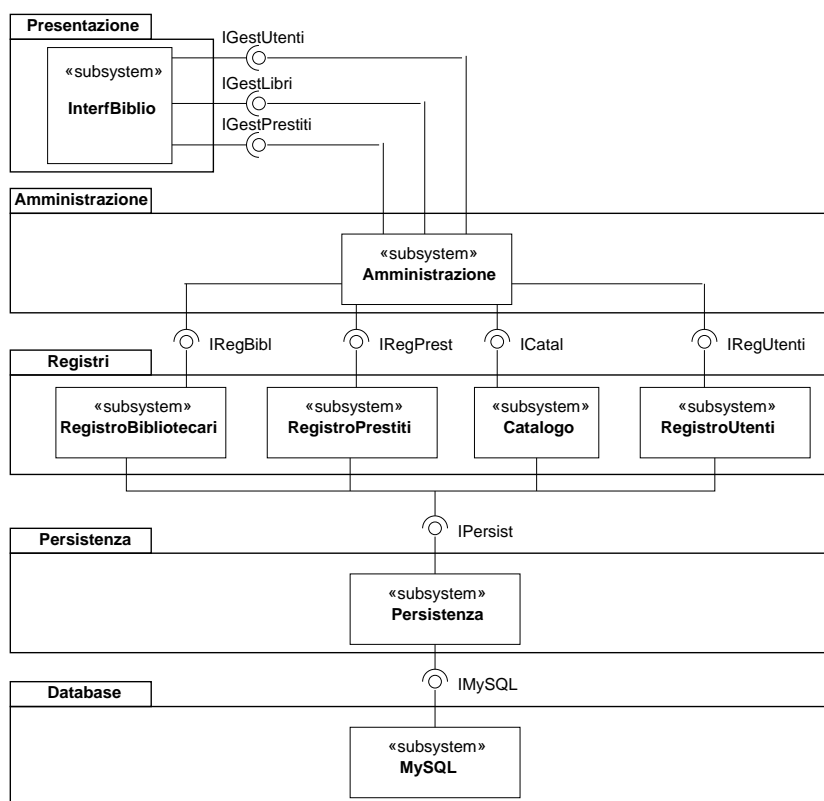 Presentazione
IGestUtenti
«subsystem»
InterfBiblio
IGestLibri
IGestPrestiti
Amministrazione
«subsystem»
Amministrazione
IRegBibl
IRegPrest
ICatal
IRegUtenti
Registri
«subsystem»
RegistroBibliotecari
«subsystem»
RegistroPrestiti
«subsystem»
Catalogo
«subsystem»
RegistroUtenti
IPersist
Persistenza
«subsystem»
Persistenza
IMySQL
Database
«subsystem»
MySQL